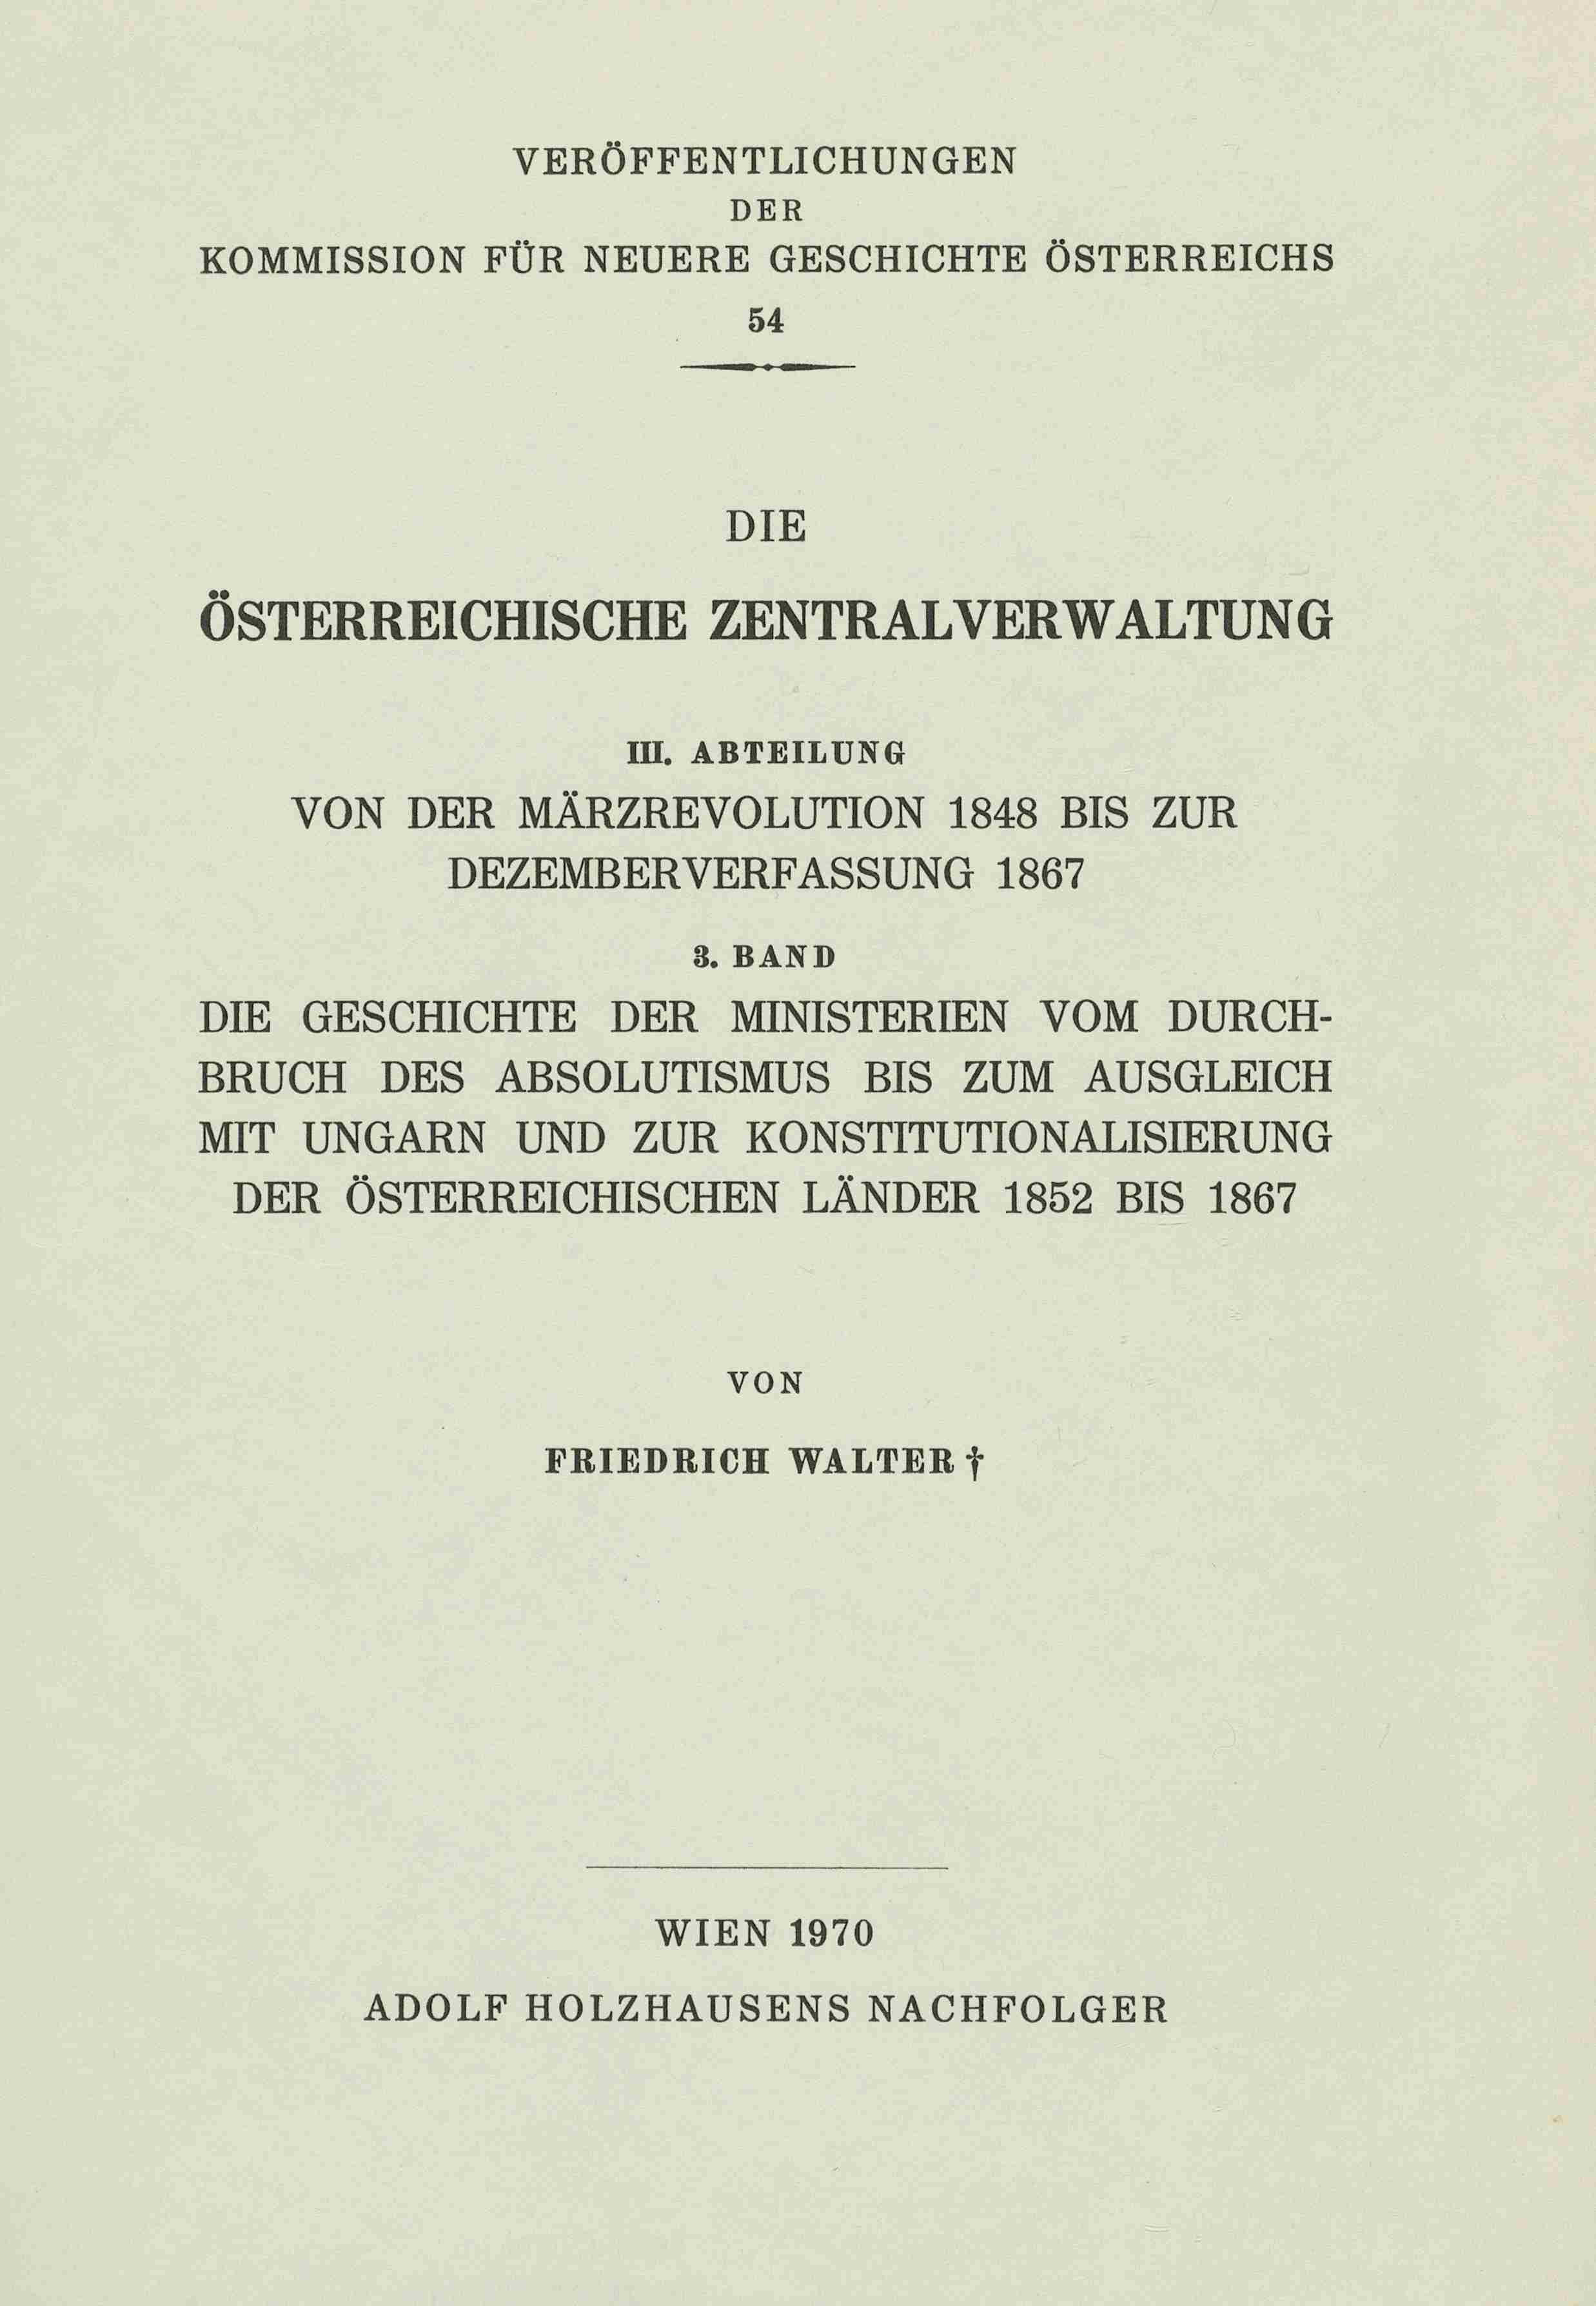 VERÖFFENTLICHUNGEN
DER
KOMMISSION FÜR NEUERE GESCHICHTE ÖSTERREICHS
54
DIE
ÖSTERREICHISCHE ZENTRALVERWALTUNG
III. ABTEILUNG
VON DER MÄRZREVOLUTION 1848 BIS ZUR
DEZEMBERVERFASSUNG 1867
3. BAND
DIE GESCHICHTE DER MINISTERIEN VOM DURCH-
BRUCH DES ABSOLUTISMUS BIS ZUM AUSGLEICH
MIT UNGARN UND ZUR KONSTITUTIONALISIERUNG
DER ÖSTERREICHISCHEN LÄNDER 1852 BIS 1867
VON
FRIEDRICH WALTER †
WIEN 1970
ADOLF HOLZHAUSENS NACHFOLGER